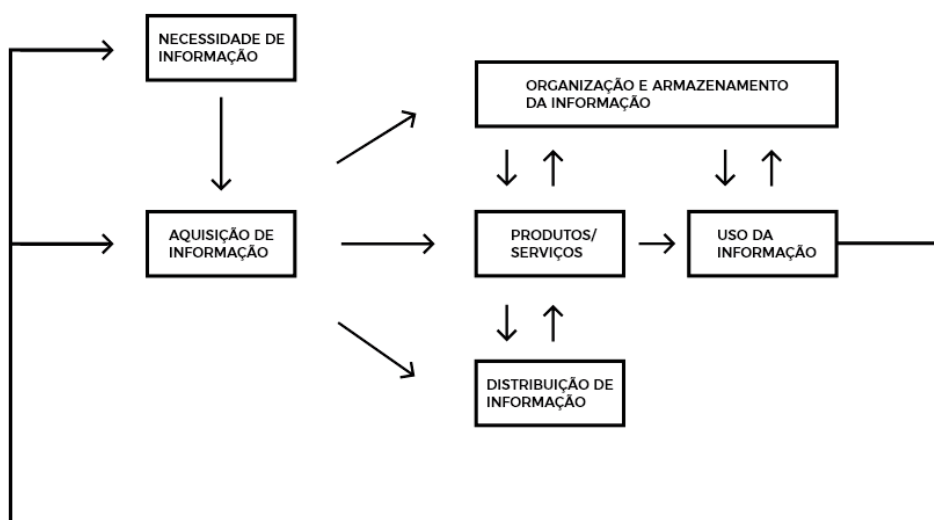 NECESSIDADE DE
INFORMAÇÃO
ORGANIZAÇÃO E ARMAZENAMENTO
DA INFORMAÇÃO
AQUISIÇÃO DE
INFORMAÇÃO
PRODUTOS/
SERVIÇOS
USO DA
INFORMAÇÃO
DISTRIBUIÇÃO DE
INFORMAÇÃO